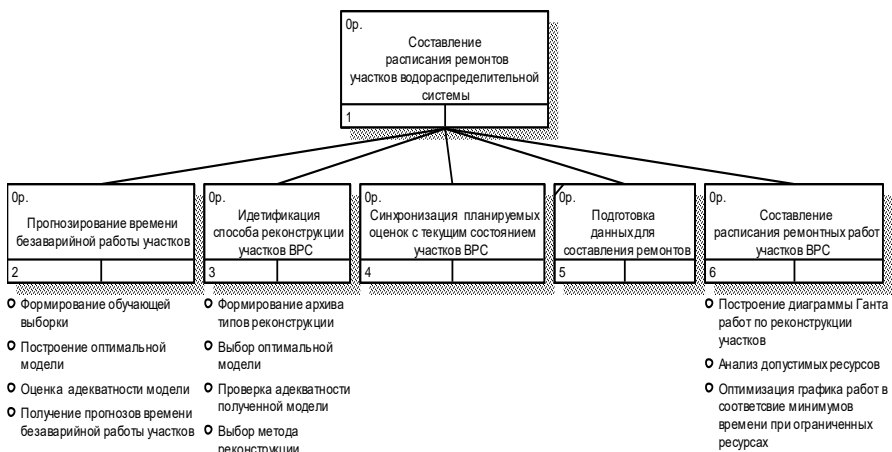 0р.
Составление
расписания ремонтов
участков водораспределительной
системы
1
0р.
Прогнозирование времени
безаварийной работы участков
2
0р.
Идетификация
способа реконструкции
участков ВРС
3
0р.
Синхронизация планируемых
оценок с текущим состоянием
участков ВРС
4
0р.
Подготовка
данных для
составления ремонтов
5
0р.
Составление
расписания ремонтных работ
участков ВРС
6
Формирование обучающей
выборки
Построение оптимальной
модели
Оценка адекватности модели
Получение прогнозов времени
безаварийной работы участков
Формирование архива
типов реконструкции
Выбор оптимальной
модели
Проверка адекватности
полученной модели
Выбор метода
реконструкции
Построение диаграммы Ганта
работ по реконструкции
участков
Анализ допустимых ресурсов
Оптимизация графика работ в
соответсвие минимумов
времени при ограниченных
ресурсах